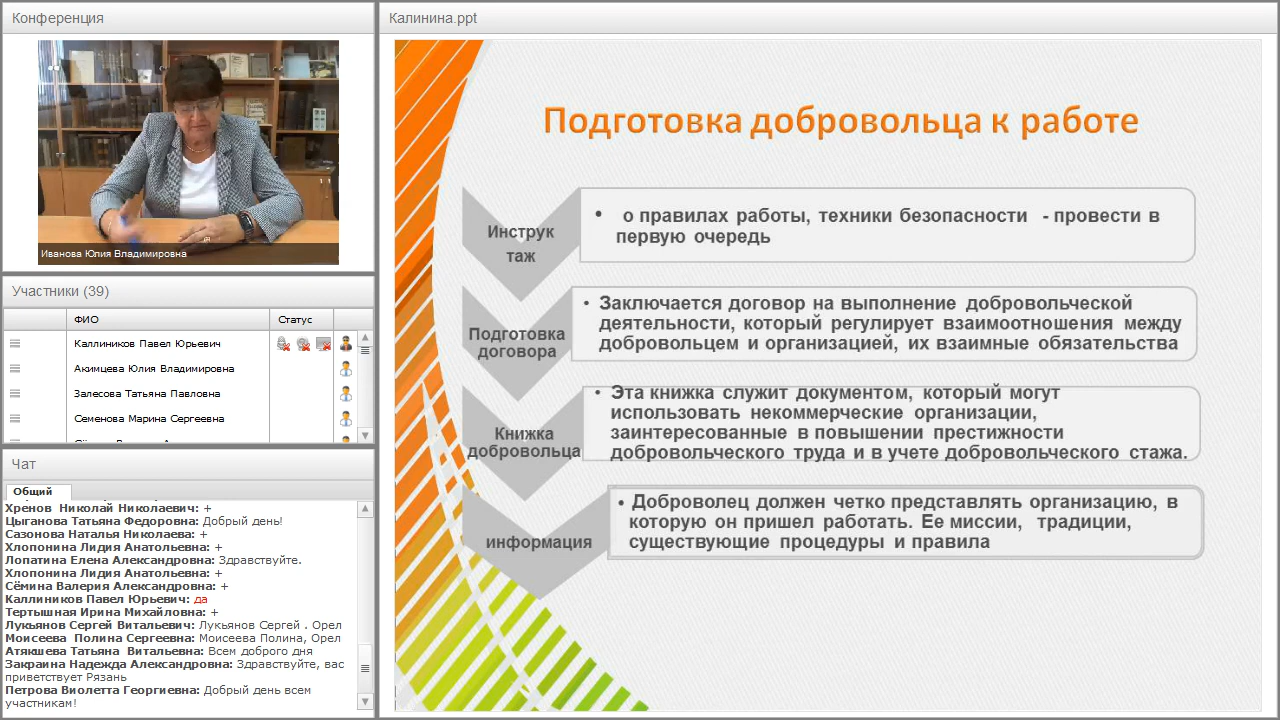 Конференция
Иванова Юлия Владимировна
Участники (39)
ФИО
Статус
Каллиников Павел Юрьевич
Акимцева Юлия Владимировна
Залесова Татьяна Павловна
Семенова Марина Сергеевна
Чат
Общий
Хренов Николай Николаевич: +
Цыганова Татьяна Федоровна: Добрый день!
Сазонова Наталья Николаева: +
Хлопонина Лидия Анатольевна: +
Лопатина Елена Александровна: Здравствуйте.
Хлопонина Лидия Анатольевна: +
Сёмина Валерия Александровна: +
Каллиников Павел Юрьевич: да
Тертышная Ирина Михайловна: +
Лукьянов Сергей Витальевич: Лукьянов Сергей . Орел
Моисеева Полина Сергеевна: Моисеева Полина, Орел
Атякшева Татьяна Витальевна: Всем доброго дня
Закраина Надежда Александровна: Здравствуйте, вас
приветствует Рязань
Петрова Виолетта Георгиевна: Добрый день всем
участникам!
Калинина.ppt
Подготовка добровольца к работе
Инструк
таж
• о правилах работы, техники безопасности - провести в
первую очередь
Подготовка
договора
• Заключается договор на выполнение добровольческой
деятельности, который регулирует взаимоотношения между
добровольцем и организацией, их взаимные обязательства
Книжка
добровольца
• Эта книжка служит документом, который могут
использовать некоммерческие организации,
заинтересованные в повышении престижности
добровольческого труда и в учете добровольческого стажа.
информация
• Доброволец должен четко представлять организацию, в
которую он пришел работать. Ее миссии, традиции,
существующие процедуры и правила